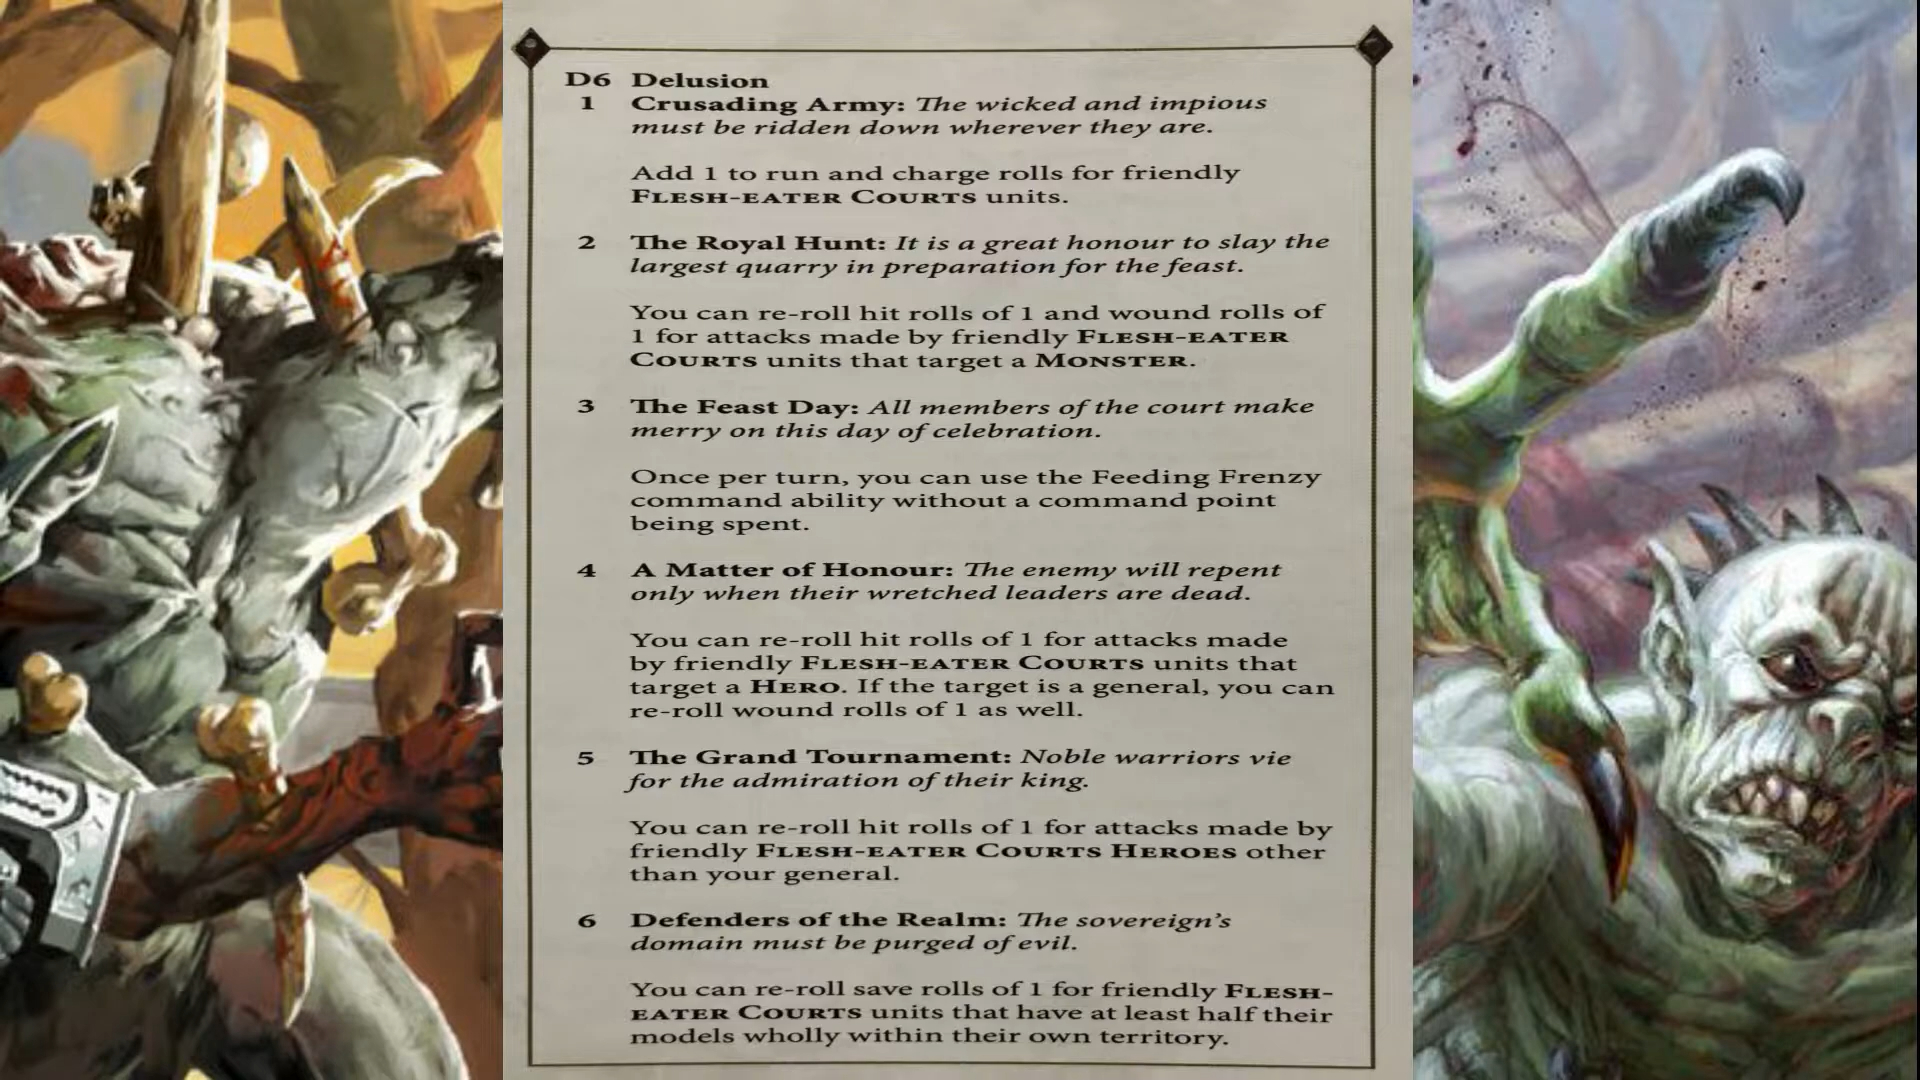 D6 Delusion
1 Crusading Army: The wicked and impious
must be ridden down wherever they are.
Add 1 to run and charge rolls for friendly
FLESH-EATER COURTS units.
2 The Royal Hunt: It is a great honour to slay the
largest quarry in preparation for the feast.
You can re-roll hit rolls of 1 and wound rolls of
1 for attacks made by friendly FLESH-EATER
COURTS units that target a MONSTER.
3 The Feast Day: All members of the court make
merry on this day of celebration.
Once per turn, you can use the Feeding Frenzy
command ability without a command point
being spent.
4 A Matter of Honour: The enemy will repent
only when their wretched leaders are dead.
You can re-roll hit rolls of 1 for attacks made
by friendly FLESH-EATER COURTS units that
target a HERO. If the target is a general, you can
re-roll wound rolls of 1 as well.
5 The Grand Tournament: Noble warriors vie
for the admiration of their king.
You can re-roll hit rolls of 1 for attacks made by
friendly FLESH-EATER COURTS HEROES other
than your general.
6 Defenders of the Realm: The sovereign's
domain must be purged of evil.
You can re-roll save rolls of 1 for friendly FLESH-
EATER COURTS units that have at least half their
models wholly within their own territory.